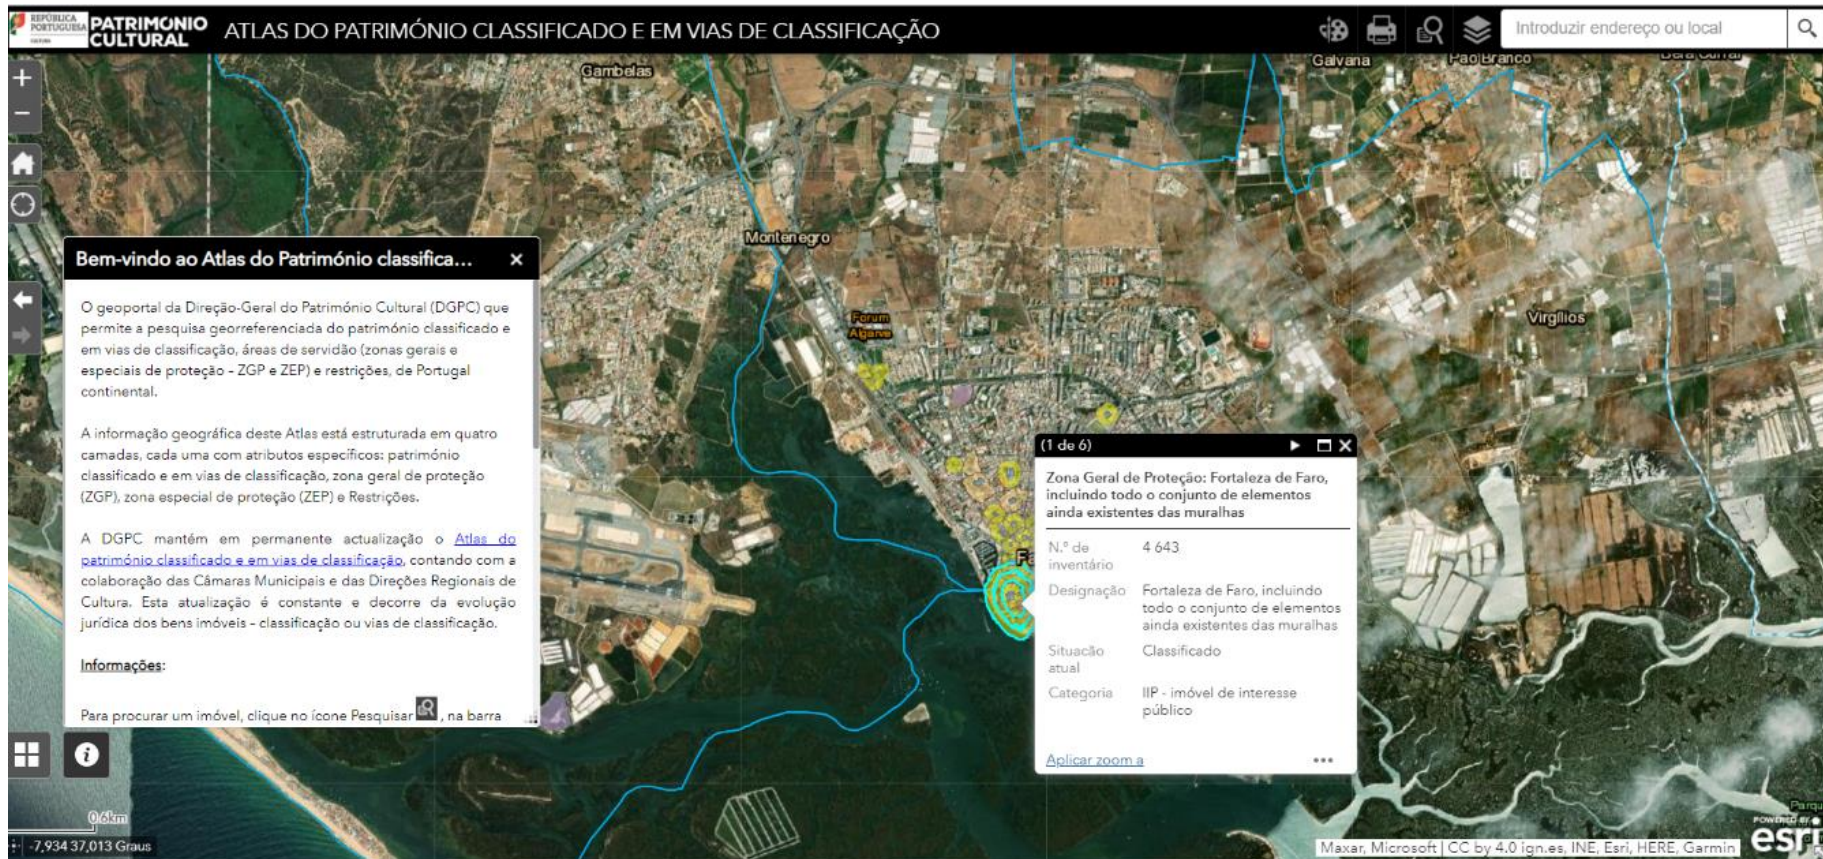 REPÚBLICA
PORTUGUESA
CULTURA
PATRIMÓNIO
CULTURAL
ATLAS DO PATRIMÓNIO CLASSIFICADO E EM VIAS DE CLASSIFICAÇÃO
Introduzir endereço ou local
Gambelas
Galvana
Pao Branco
Montenegro
Forum
Algarve
Virgílios
Bem-vindo ao Atlas do Património classifica...
O geoportal da Direção-Geral do Património Cultural (DGPC) que
permite a pesquisa georreferenciada do património classificado e
em vias de classificação, áreas de servidão (zonas gerais e
especiais de proteção - ZGP e ZEP) e restrições, de Portugal
continental.
A informação geográfica deste Atlas está estruturada em quatro
camadas, cada uma com atributos específicos: património
classificado e em vias de classificação, zona geral de proteção
(ZGP), zona especial de proteção (ZEP) e Restrições.
A DGPC mantém em permanente actualização o Atlas do
património classificado e em vias de classificação, contando com a
colaboração das Câmaras Municipais e das Direções Regionais de
Cultura. Esta atualização é constante e decorre da evolução
jurídica dos bens imóveis - classificação ou vias de classificação.
Informações:
Para procurar um imóvel, clique no ícone Pesquisar , na barra
(1 de 6)
Zona Geral de Proteção: Fortaleza de Faro,
incluindo todo o conjunto de elementos
ainda existentes das muralhas
N.º de
inventário
4 643
Designação
Fortaleza de Faro, incluindo
todo o conjunto de elementos
ainda existentes das muralhas
Situacão
atual
Classificado
Categoria
IIP - imóvel de interesse
público
Aplicar zoom a
Fa
0.6km
-7,934 37,013 Graus
Parqu
POWERED BY
esri
Maxar, Microsoft | CC by 4.0 ign.es, INE, Esri, HERE, Garmin